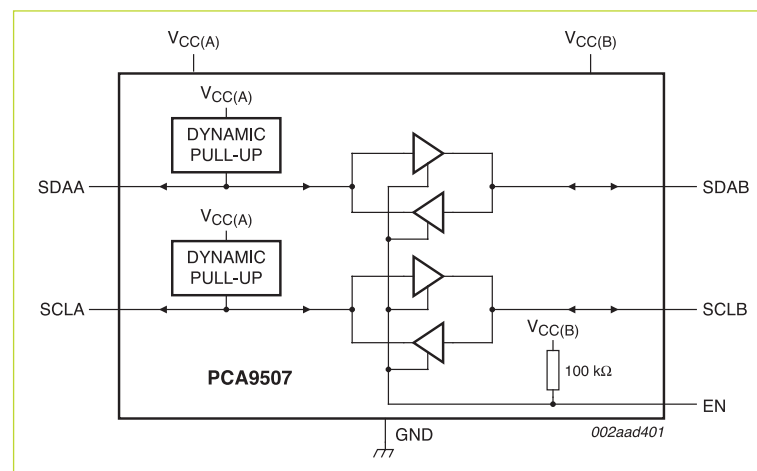 VCC(A)
VCC(B)
VCC(A)
DYNAMIC
PULL-UP
SDAA
SDAB
VCC(A)
DYNAMIC
PULL-UP
SCLA
SCLB
VCC(B)
100 kΩ
PCA9507
EN
GND
002aad401